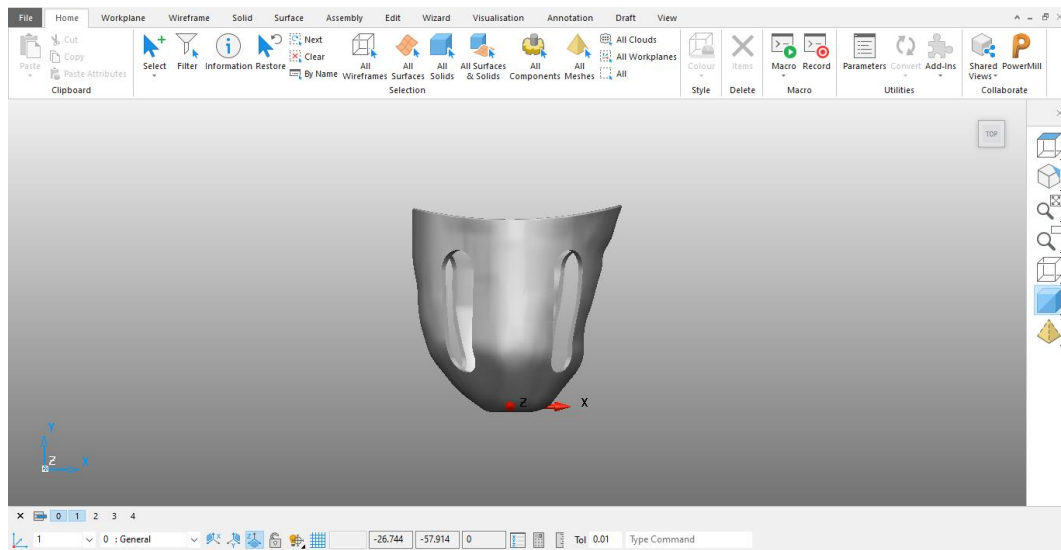 File Home Workplane Wireframe Solid Surface Assembly Edit Wizard Visualisation Annotation Draft View
Paste
Cut
Copy
Paste Attributes
Clipboard
Select
Filter
Information
Restore
Next
Clear
By Name
All Wireframes
All Surfaces
All Solids
All Surfaces & Solids
All Components
All Meshes
All Clouds
All Workplanes
All
Selection
Colour
Style
Items
Delete
Macro
Record
Macro
Parameters
Convert
Add-Ins
Utilities
Shared Views
PowerMill
Collaborate
TOP
Z X
Y
Z X
0 1 2 3 4
1 0 : General -26.744 -57.914 0 Tol 0.01 Type Command